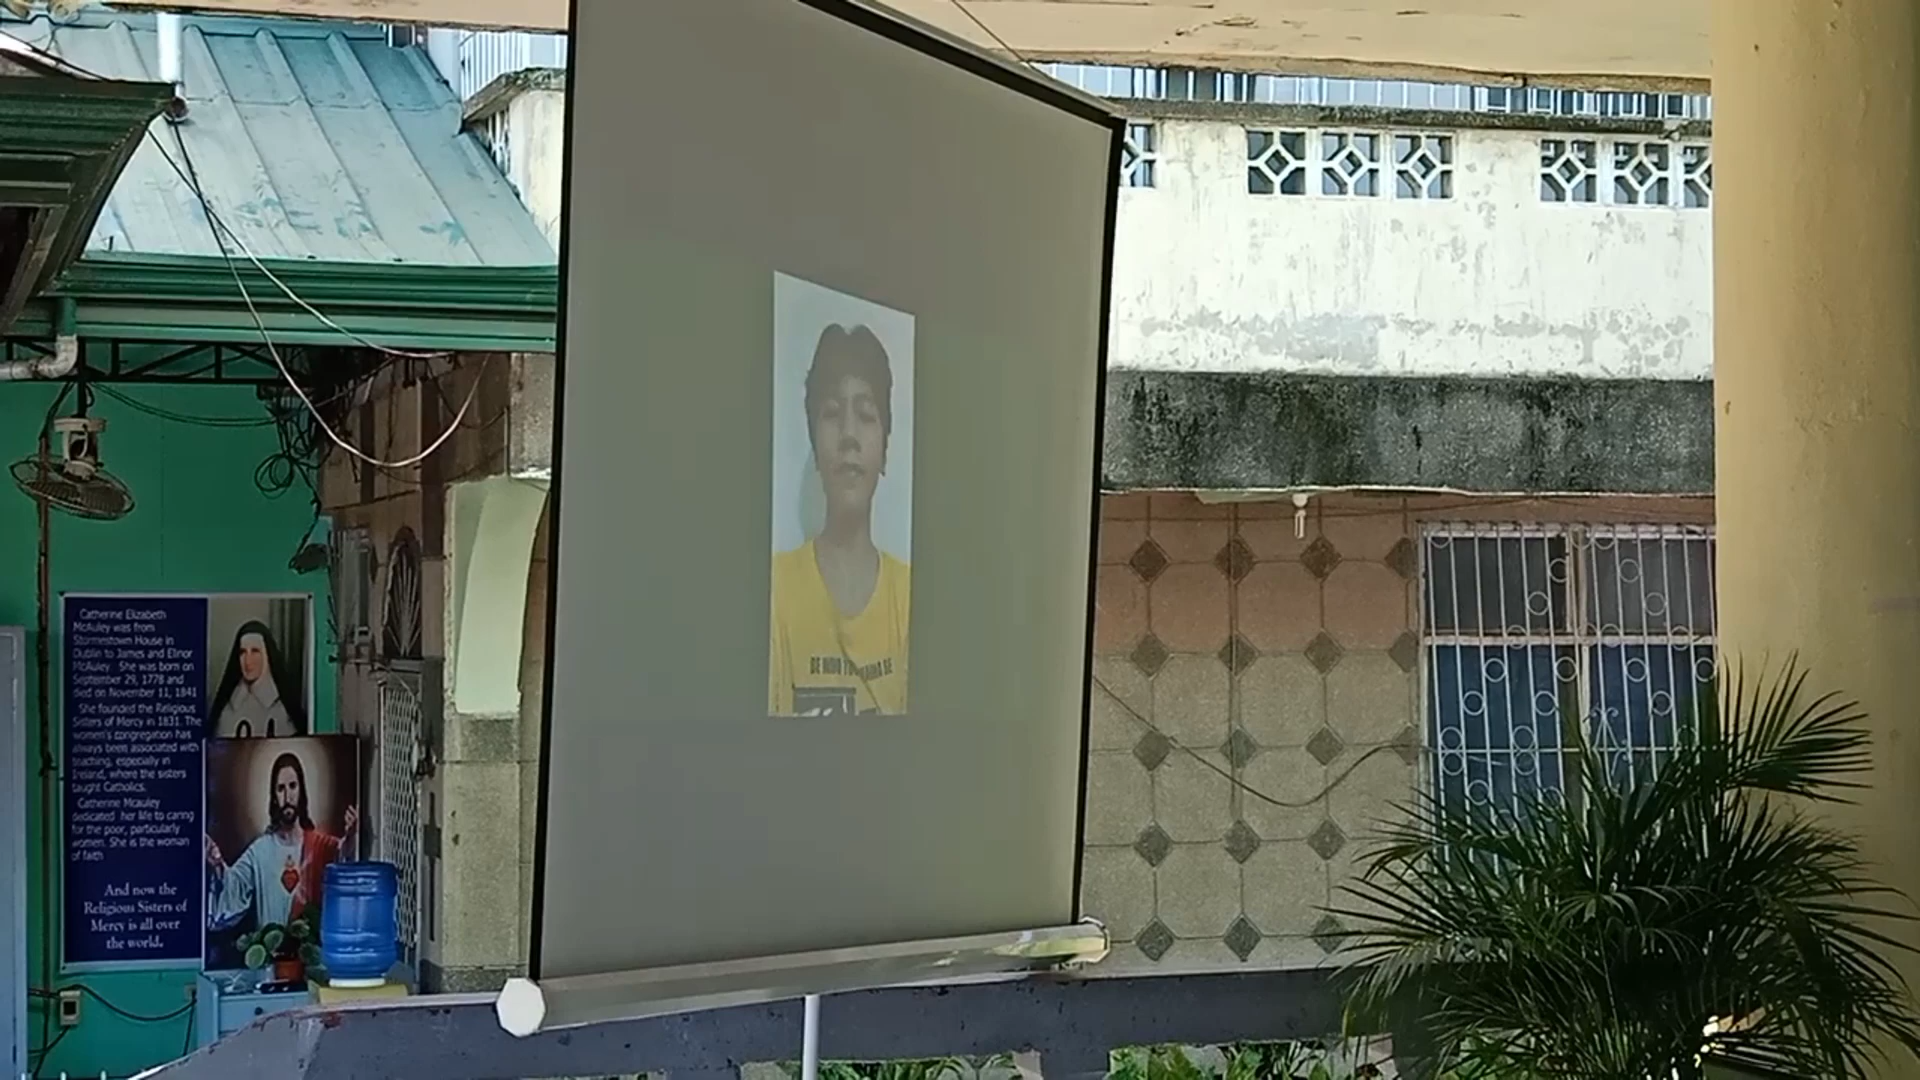 Catherine Elizabeth
McAuley was from
Stormestown House in
Dublin to James and Elinor
McAuley. She was born on
September 29, 1778 and
died on November 11, 1841
She founded the Religious
Sisters of Mercy in 1831. The
women's congregation has
always been associated with
teaching, especially in
Ireland, where the sisters
taught Catholics.
Catherine Mcauley
dedicated her life to caring
for the poor, particularly
women. She is the woman
of faith
And now the
Religious Sisters of
Mercy is all over
the world.
BE
BE